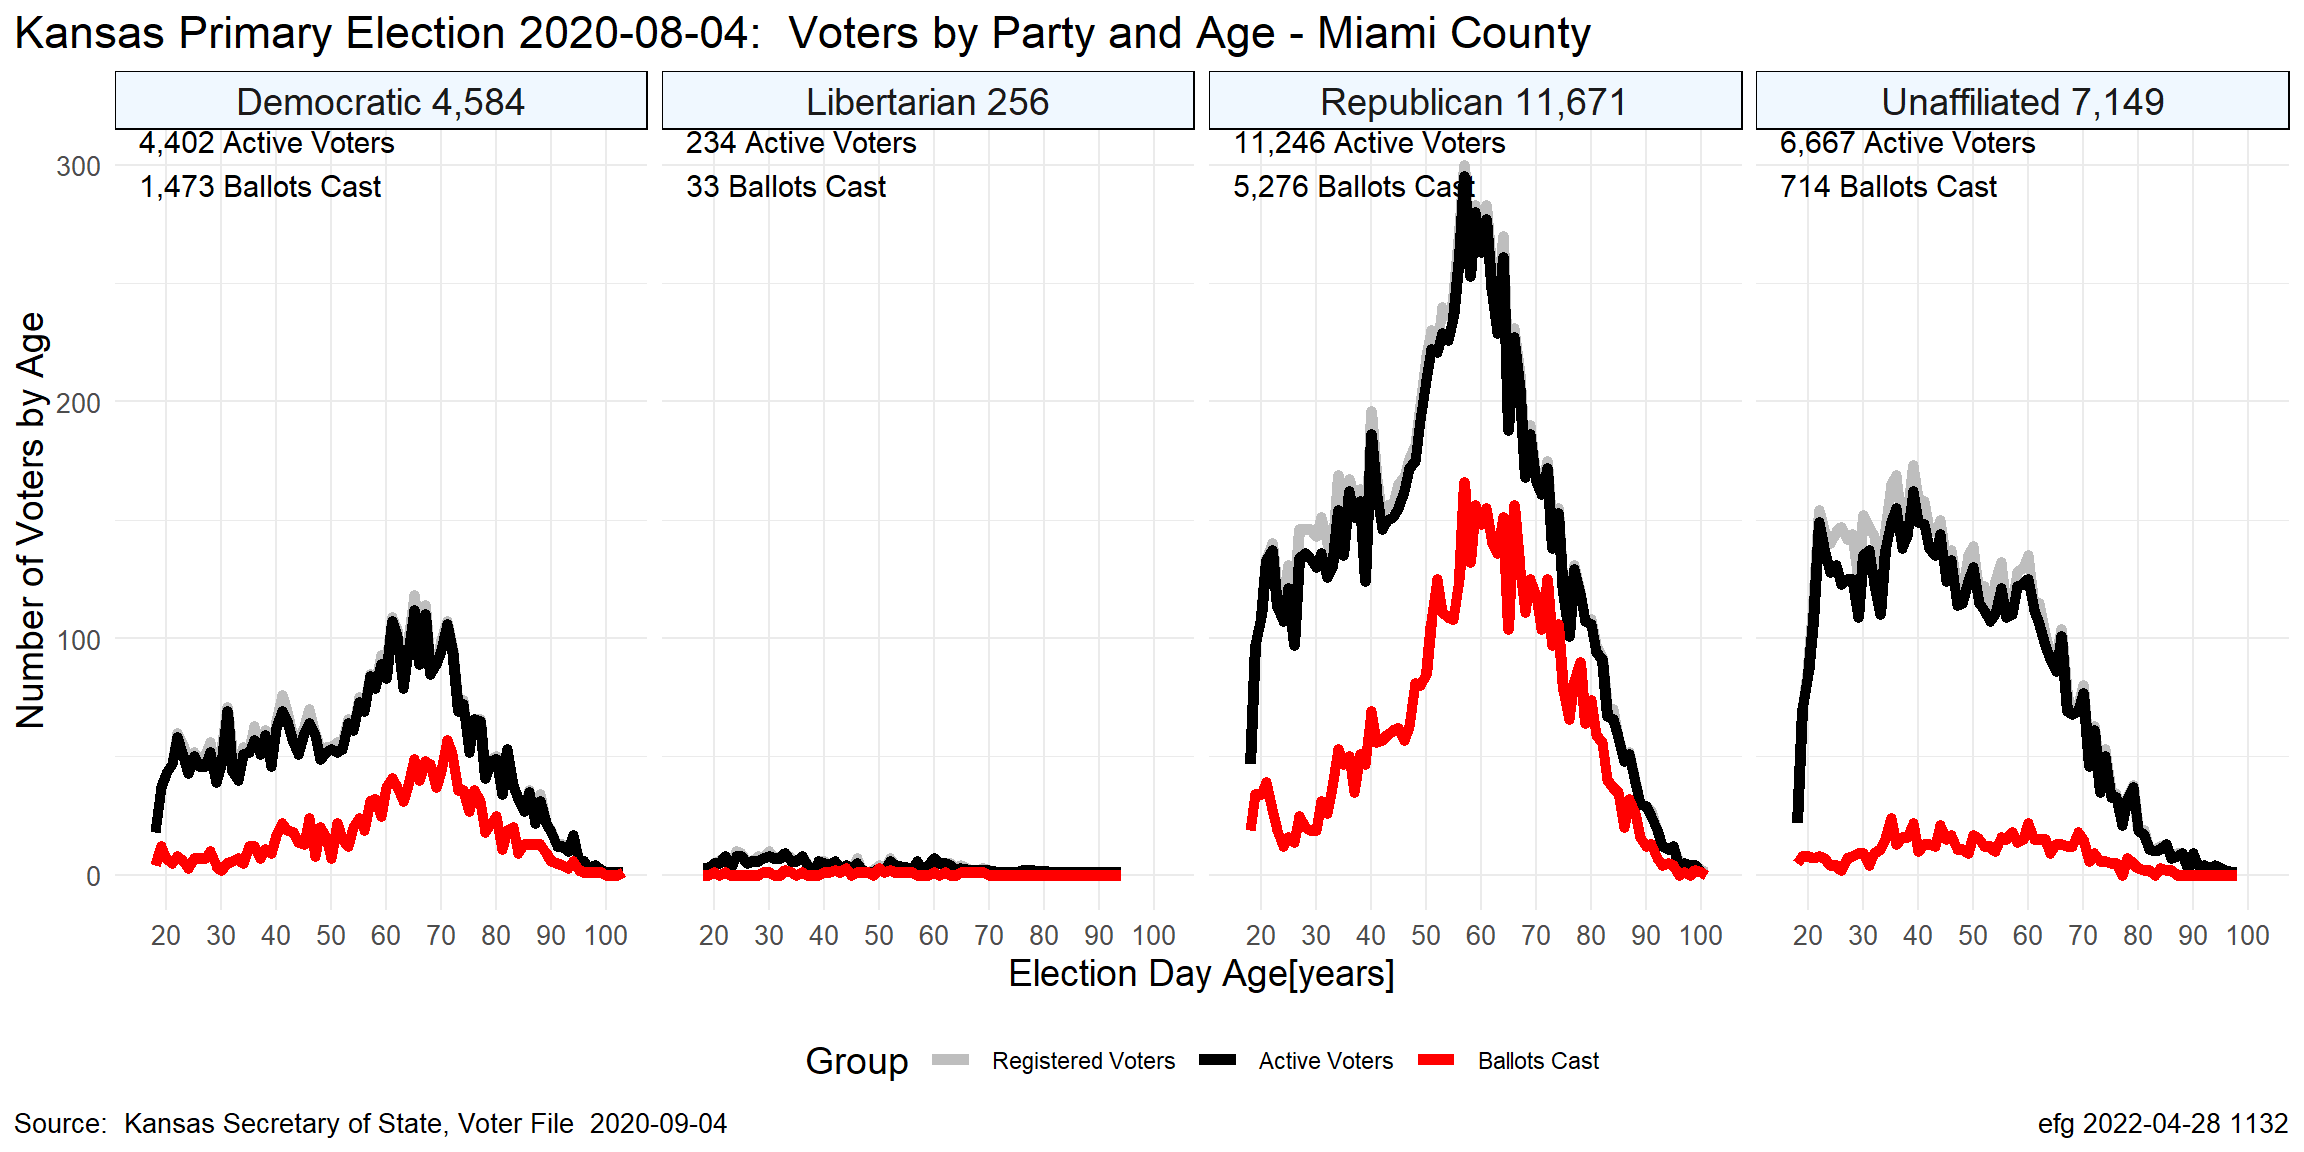 Kansas Primary Election 2020-08-04:  Voters by Party and Age - Miami County
Democratic 4,584
Libertarian 256
Republican 11,671
Unaffiliated 7,149
4,402 Active Voters
1,473 Ballots Cast
234 Active Voters
33 Ballots Cast
11,246 Active Voters
5,276 Ballots Cast
6,667 Active Voters
714 Ballots Cast
Number of Voters by Age
300
200
100
0
20 30 40 50 60 70 80 90 100
20 30 40 50 60 70 80 90 100
20 30 40 50 60 70 80 90 100
20 30 40 50 60 70 80 90 100
Election Day Age[years]
Group Registered Voters Active Voters Ballots Cast
Source:  Kansas Secretary of State, Voter File  2020-09-04
efg 2022-04-28 1132